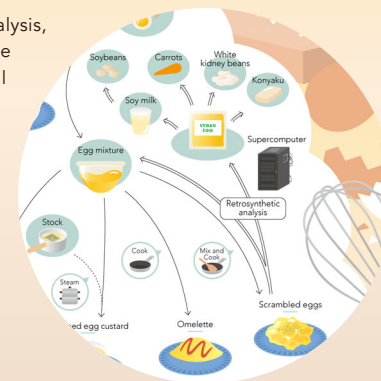 alysis,
Soybeans
Carrots
White
kidney beans
Konyaku
Soy milk
VEGAN
EGG
Supercomputer
Egg mixture
Retrosynthetic
analysis
Stock
Cook
Mix and
Cook
Steam
Scrambled eggs
ed egg custard
Omelette